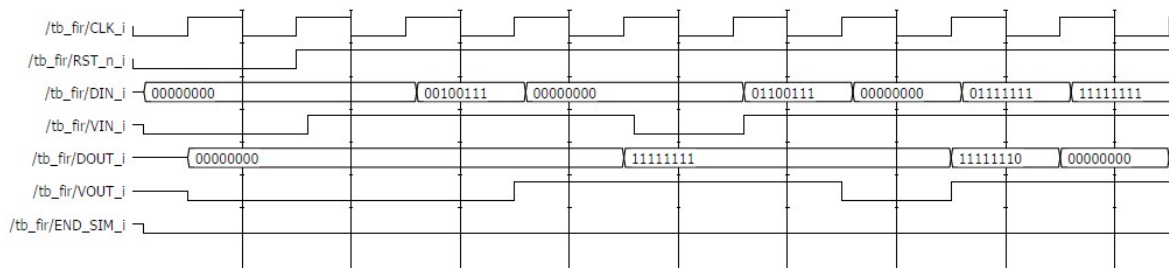 /tb_fir/CLK_i
/tb_fir/RST_n_i
/tb_fir/DIN_i 00000000 00100111 00000000 01100111 00000000 01111111 11111111
/tb_fir/VIN_i
/tb_fir/DOUT_i 00000000 11111111 11111110 00000000
/tb_fir/VOUT_i
/tb_fir/END_SIM_i